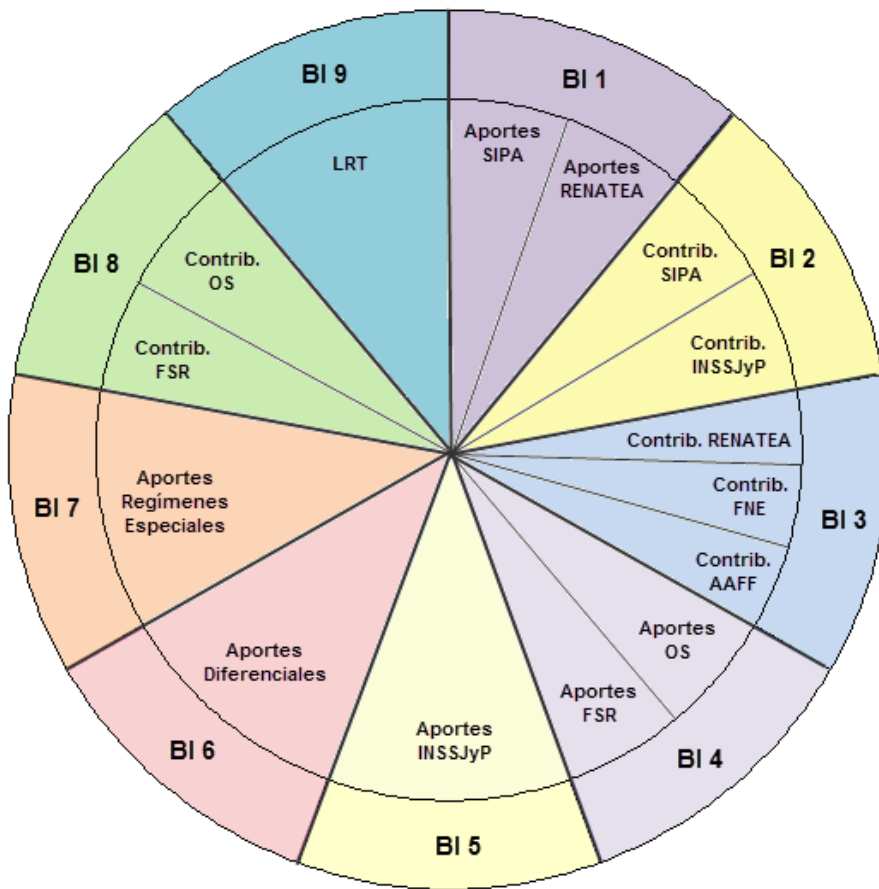 BI 1
Aportes
SIPA
Aportes
RENATEA
BI 2
Contrib.
SIPA
Contrib.
INSSJyP
BI 3
Contrib. RENATEA
Contrib.
FNE
Contrib.
AAFF
BI 4
Aportes
OS
Aportes
FSR
BI 5
Aportes
INSSJyP
BI 6
Aportes
Diferenciales
BI 7
Aportes
Regímenes
Especiales
BI 8
Contrib.
FSR
Contrib.
OS
BI 9
LRT